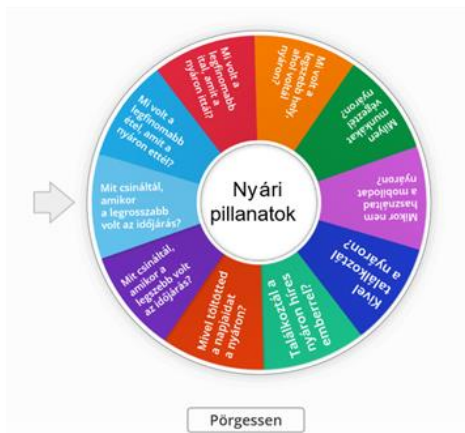 Mi volt a
legszebb hely,
ahol voltál
nyáron?
Milyen
munkákat
végeztél
nyáron?
Mikor nem
használtad
a mobilodat
nyáron?
Kivel
találkoztál
a nyáron?
Találkoztál a
nyáron híres
emberrel?
Mivel töltötted
a napjaidat
a nyáron?
Mit csináltál,
amikor a
legszebb volt
az időjárás?
Mit csináltál,
amikor
a legrosszabb
volt az időjárás?
Mi volt a
legfinomabb
étel, amit a
nyáron ettél?
Mi volt a
legfinomabb
ital, amit a
nyáron ittál?
Nyári
pillanatok
Pörgessen